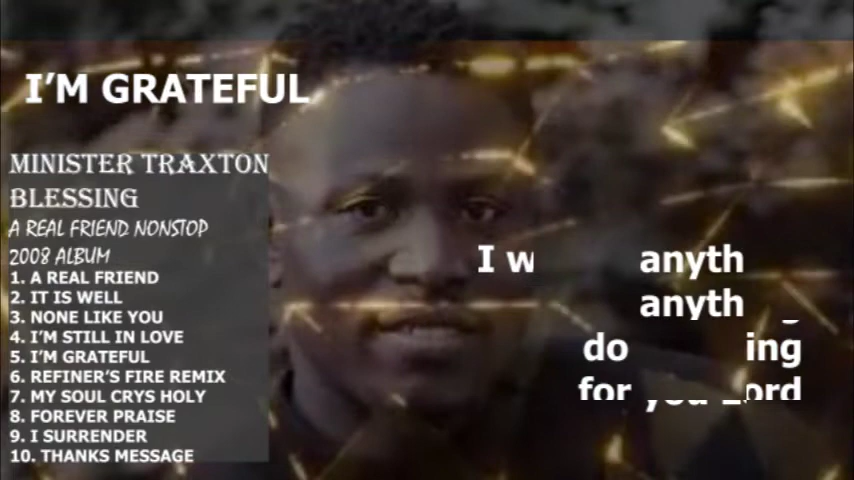 I'M GRATEFUL
MINISTER TRAXTON
BLESSING
A REAL FRIEND NONSTOP
2008 ALBUM
1. A REAL FRIEND
2. IT IS WELL
3. NONE LIKE YOU
4. I'M STILL IN LOVE
5. I'M GRATEFUL
6. REFINER'S FIRE REMIX
7. MY SOUL CRYS HOLY
8. FOREVER PRAISE
9. I SURRENDER
10. THANKS MESSAGE
I w anyth
anyth
do ing
for you Lord